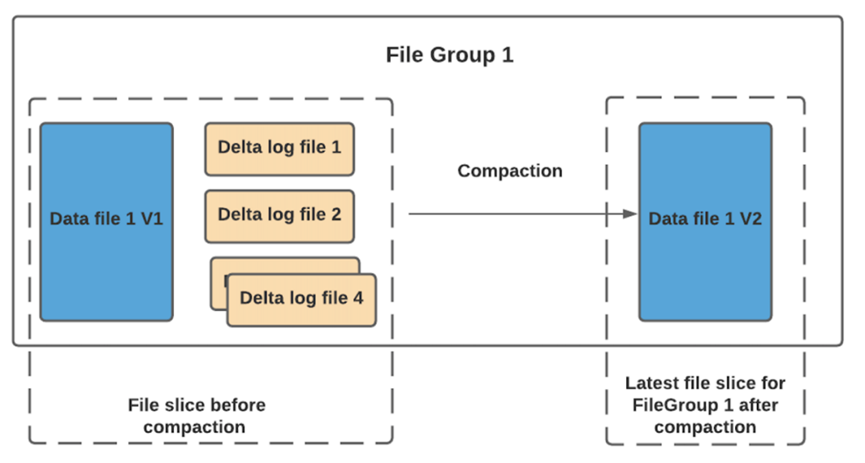 File Group 1
Data file 1 V1
Delta log file 1
Delta log file 2
Delta log file 4
Compaction
Data file 1 V2
File slice before
compaction
Latest file slice for
FileGroup 1 after
compaction